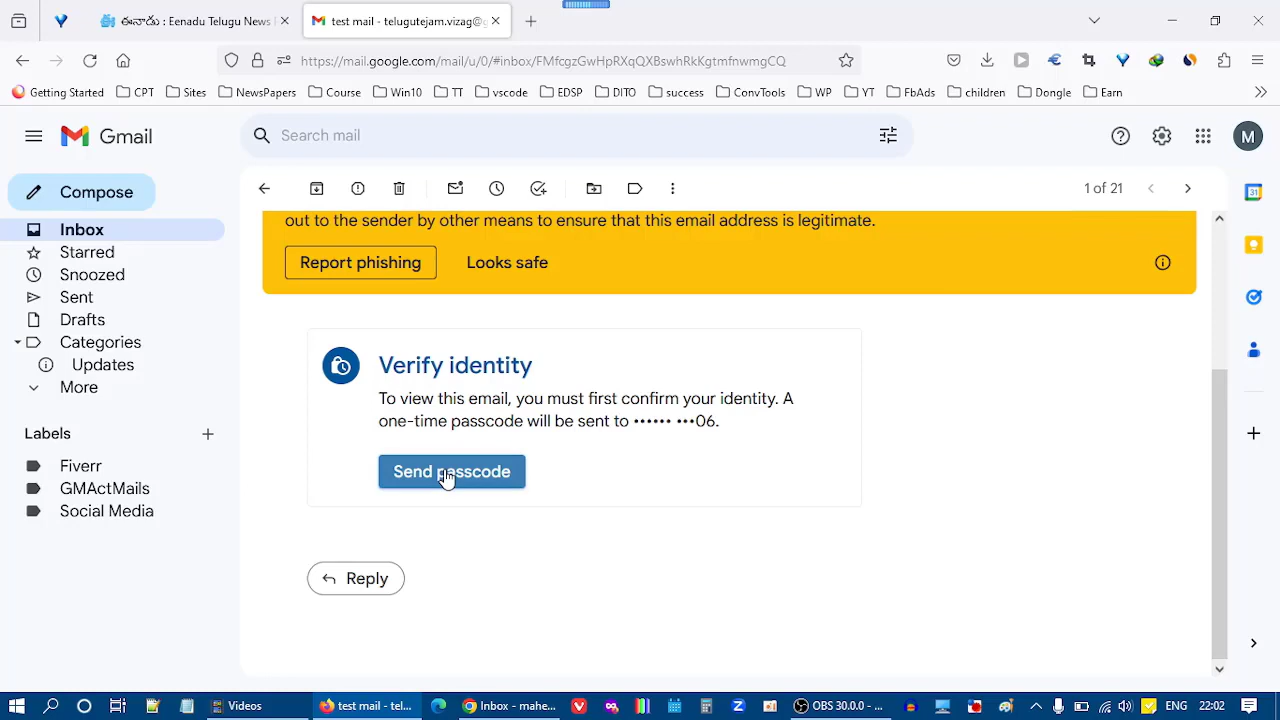 ఈనాడు : Eenadu Telugu News
test mail - telugutejam.vizag@g
https://mail.google.com/mail/u/0/#inbox/FMfcgzGwHpRXqQXBswhRkKgtmfnwmgCQ
Getting Started CPT Sites NewsPapers Course Win10 TT vscode EDSP DITO success ConvTools WP YT FbAds children Dongle Earn
Gmail
Search mail
M
Compose
1 of 21
31
Inbox
Starred
Snoozed
Sent
Drafts
Categories
Updates
More
Labels
Fiverr
GMActMails
Social Media
out to the sender by other means to ensure that this email address is legitimate.
Report phishing Looks safe
Verify identity
To view this email, you must first confirm your identity. A
one-time passcode will be sent to •••••• •••06.
Send passcode
Reply
Videos test mail - tel... Inbox - mahe... OBS 30.0.0 - ... ENG 22:02